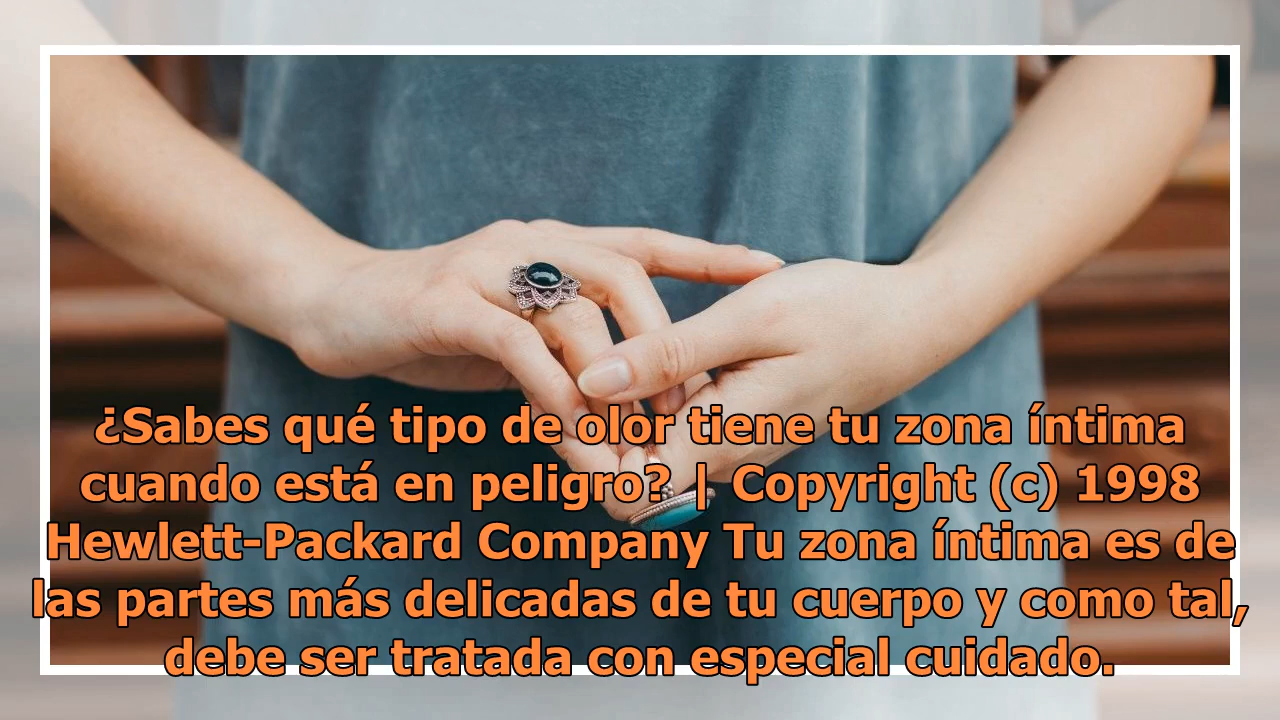 ¿Sabes qué tipo de olor tiene tu zona íntima
cuando está en peligro? | Copyright (c) 1998
Hewlett-Packard Company Tu zona íntima es de
las partes más delicadas de tu cuerpo y como tal,
debe ser tratada con especial cuidado.